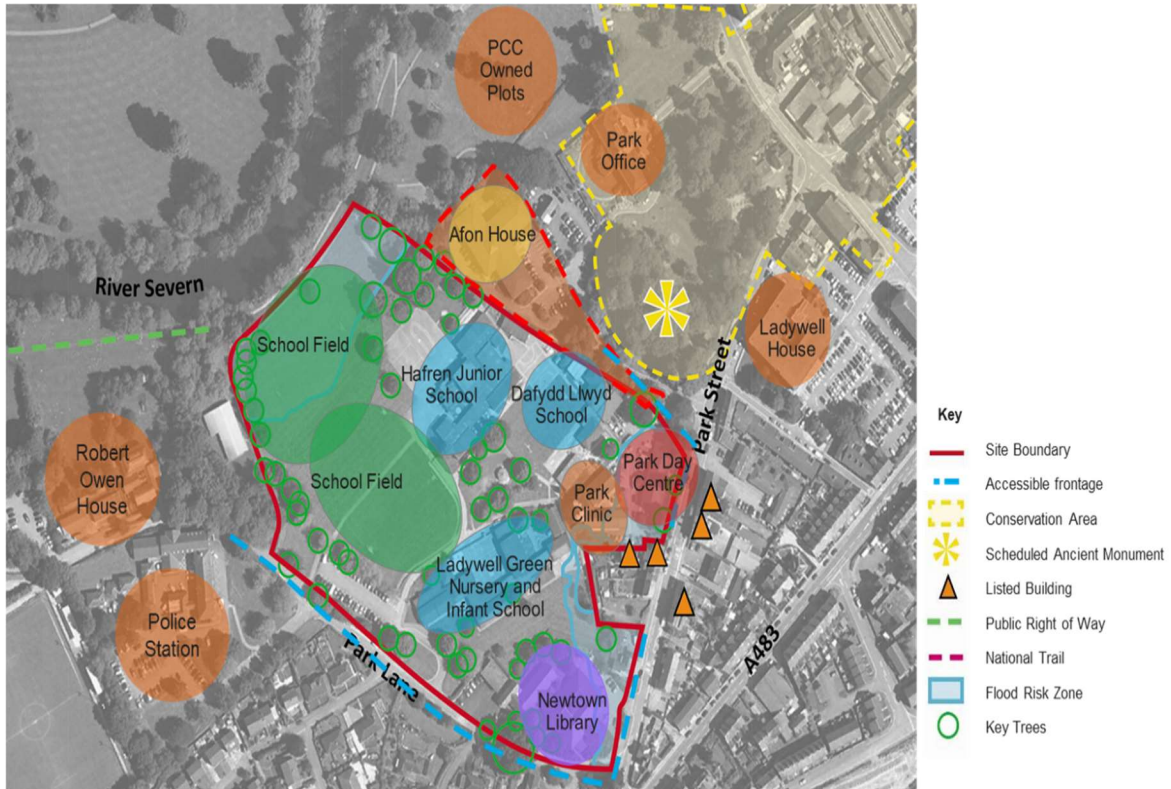 PCC
Owned
Plots
Park
Office
Afon House
River Severn
School Field
Hafren Junior
School
Dafydd Llwyd
School
Ladywell
House
Park Street
Robert
Owen
House
School Field
Park Day
Centre
Park
Clinic
Ladywell Green
Nursery and
Infant School
Police
Station
Park Lane
Newtown
Library
A483
Key
Site Boundary
Accessible frontage
Conservation Area
Scheduled Ancient Monument
Listed Building
Public Right of Way
National Trail
Flood Risk Zone
Key Trees